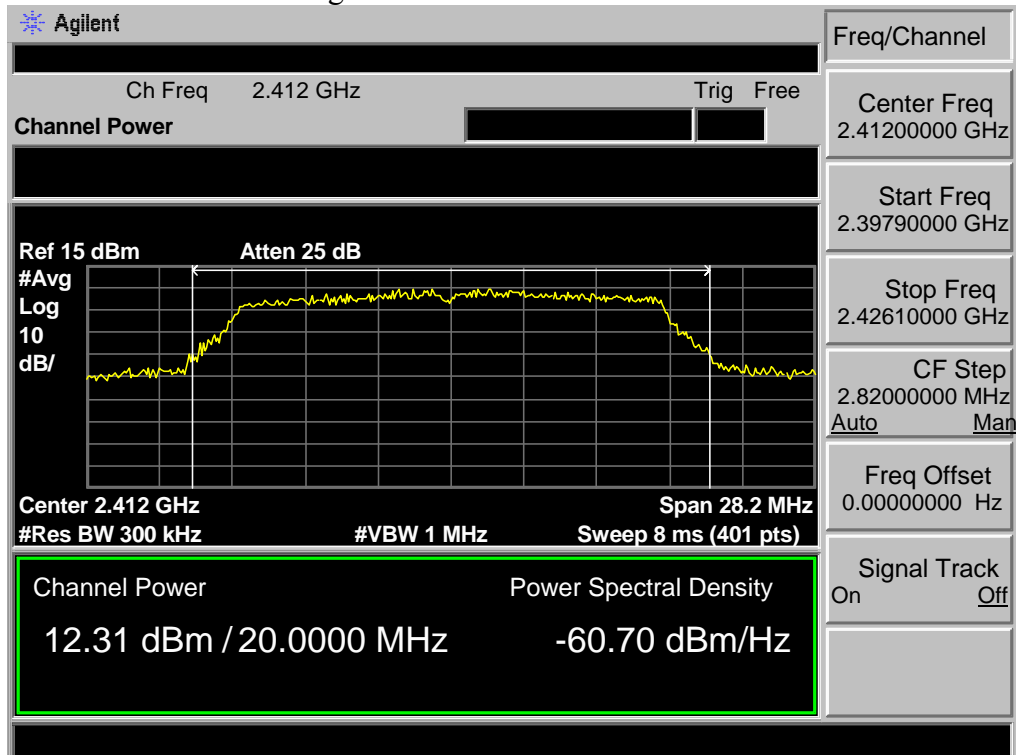 Agilent
Freq/Channel
Ch Freq 2.412 GHz Trig Free
Channel Power
Center Freq
2.41200000 GHz
Start Freq
2.39790000 GHz
Ref 15 dBm Atten 25 dB
#Avg
Log
10
dB/
Stop Freq
2.42610000 GHz
CF Step
2.82000000 MHz
Auto Man
Freq Offset
0.00000000 Hz
Center 2.412 GHz Span 28.2 MHz
#Res BW 300 kHz #VBW 1 MHz Sweep 8 ms (401 pts)
Signal Track
On Off
Channel Power Power Spectral Density
12.31 dBm / 20.0000 MHz -60.70 dBm/Hz